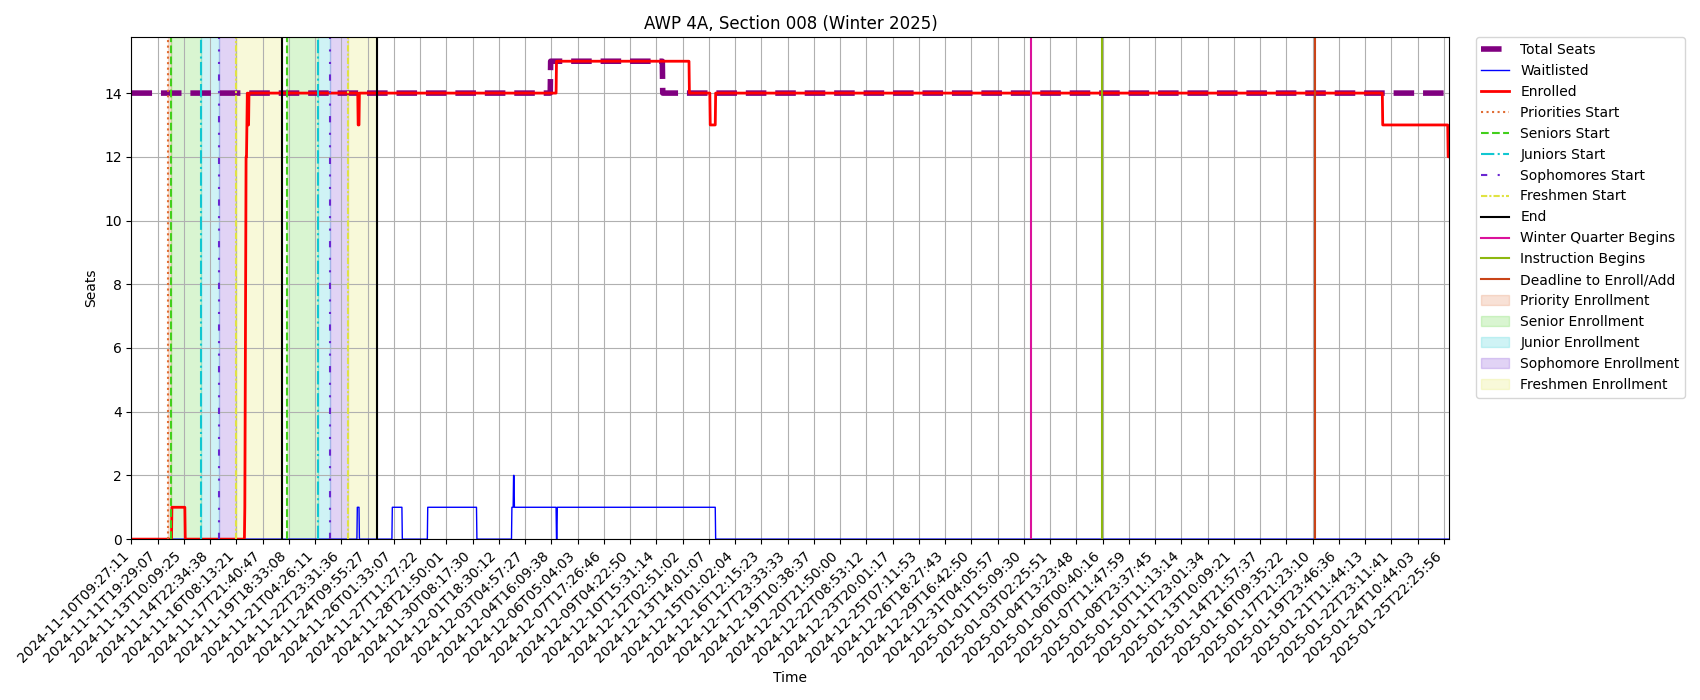 AWP 4A, Section 008 (Winter 2025)
Seats
14
12
10
8
6
4
2
0
2024-11-10T09:27:11
2024-11-11T19:29:07
2024-11-13T10:09:25
2024-11-14T22:34:38
2024-11-16T08:13:21
2024-11-17T21:40:47
2024-11-19T18:33:08
2024-11-21T04:26:11
2024-11-22T22:31:36
2024-11-24T09:55:27
2024-11-26T01:33:07
2024-11-27T11:27:22
2024-11-28T21:50:01
2024-11-30T08:17:30
2024-12-01T18:30:12
2024-12-03T04:57:27
2024-12-04T16:09:38
2024-12-06T05:04:03
2024-12-07T17:26:46
2024-12-09T04:22:50
2024-12-10T15:31:14
2024-12-12T02:51:02
2024-12-13T14:01:07
2024-12-15T01:02:04
2024-12-16T12:15:23
2024-12-17T23:33:33
2024-12-19T10:38:37
2024-12-20T21:50:00
2024-12-22T08:53:12
2024-12-23T20:01:17
2024-12-25T07:11:53
2024-12-26T18:27:43
2024-12-29T16:42:50
2024-12-31T04:05:57
2025-01-01T15:09:30
2025-01-03T02:25:51
2025-01-04T13:23:48
2025-01-06T00:40:16
2025-01-07T11:47:59
2025-01-08T23:37:45
2025-01-10T11:13:14
2025-01-11T23:01:34
2025-01-13T10:09:21
2025-01-14T21:57:37
2025-01-16T09:35:22
2025-01-17T21:23:10
2025-01-19T23:46:36
2025-01-21T11:44:13
2025-01-22T23:11:41
2025-01-24T10:44:03
2025-01-25T22:25:56
Time
Total Seats
Waitlisted
Enrolled
Priorities Start
Seniors Start
Juniors Start
Sophomores Start
Freshmen Start
End
Winter Quarter Begins
Instruction Begins
Deadline to Enroll/Add
Priority Enrollment
Senior Enrollment
Junior Enrollment
Sophomore Enrollment
Freshmen Enrollment